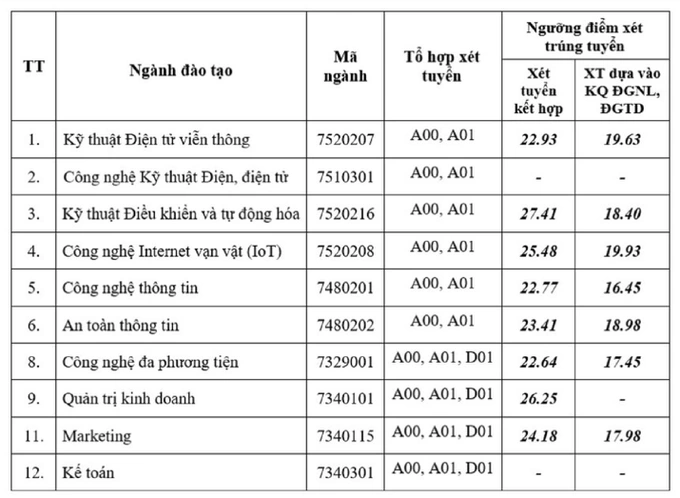 TT Ngành đào tạo Mã ngành Tổ hợp xét tuyển Ngưỡng điểm xét trúng tuyển
Xét tuyển kết hợp XT dựa vào KQ ĐGNL, ĐGTD
1. Kỹ thuật Điện tử viễn thông 7520207 A00, A01 22.93 19.63
2. Công nghệ Kỹ thuật Điện, điện tử 7510301 A00, A01 - -
3. Kỹ thuật Điều khiển và tự động hóa 7520216 A00, A01 27.41 18.40
4. Công nghệ Internet vạn vật (IoT) 7520208 A00, A01 25.48 19.93
5. Công nghệ thông tin 7480201 A00, A01 22.77 16.45
6. An toàn thông tin 7480202 A00, A01 23.41 18.98
8. Công nghệ đa phương tiện 7329001 A00, A01, D01 22.64 17.45
9. Quản trị kinh doanh 7340101 A00, A01, D01 26.25 -
11. Marketing 7340115 A00, A01, D01 24.18 17.98
12. Kế toán 7340301 A00, A01, D01 - -